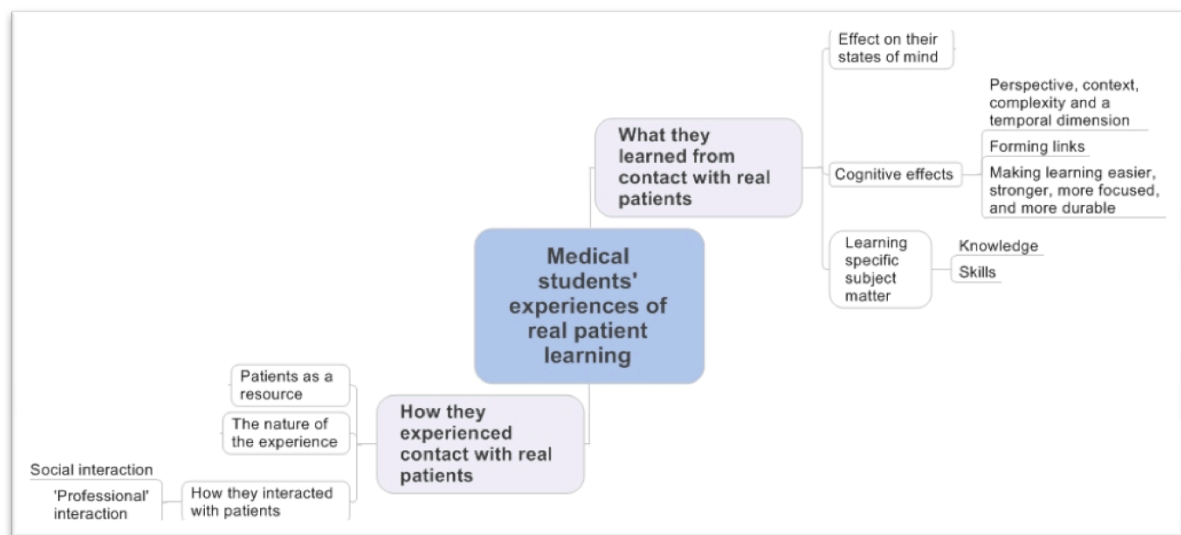 Effect on their
states of mind
Perspective, context,
complexity and a
temporal dimension
What they
learned from
contact with real
patients
Forming links
Cognitive effects
Making learning easier,
stronger, more focused,
and more durable
Learning
specific
subject
matter
Knowledge
Skills
Medical
students'
experiences of
real patient
learning
Patients as a
resource
How they
experienced
contact with real
patients
The nature of
the experience
Social interaction
'Professional'
interaction
How they interacted
with patients